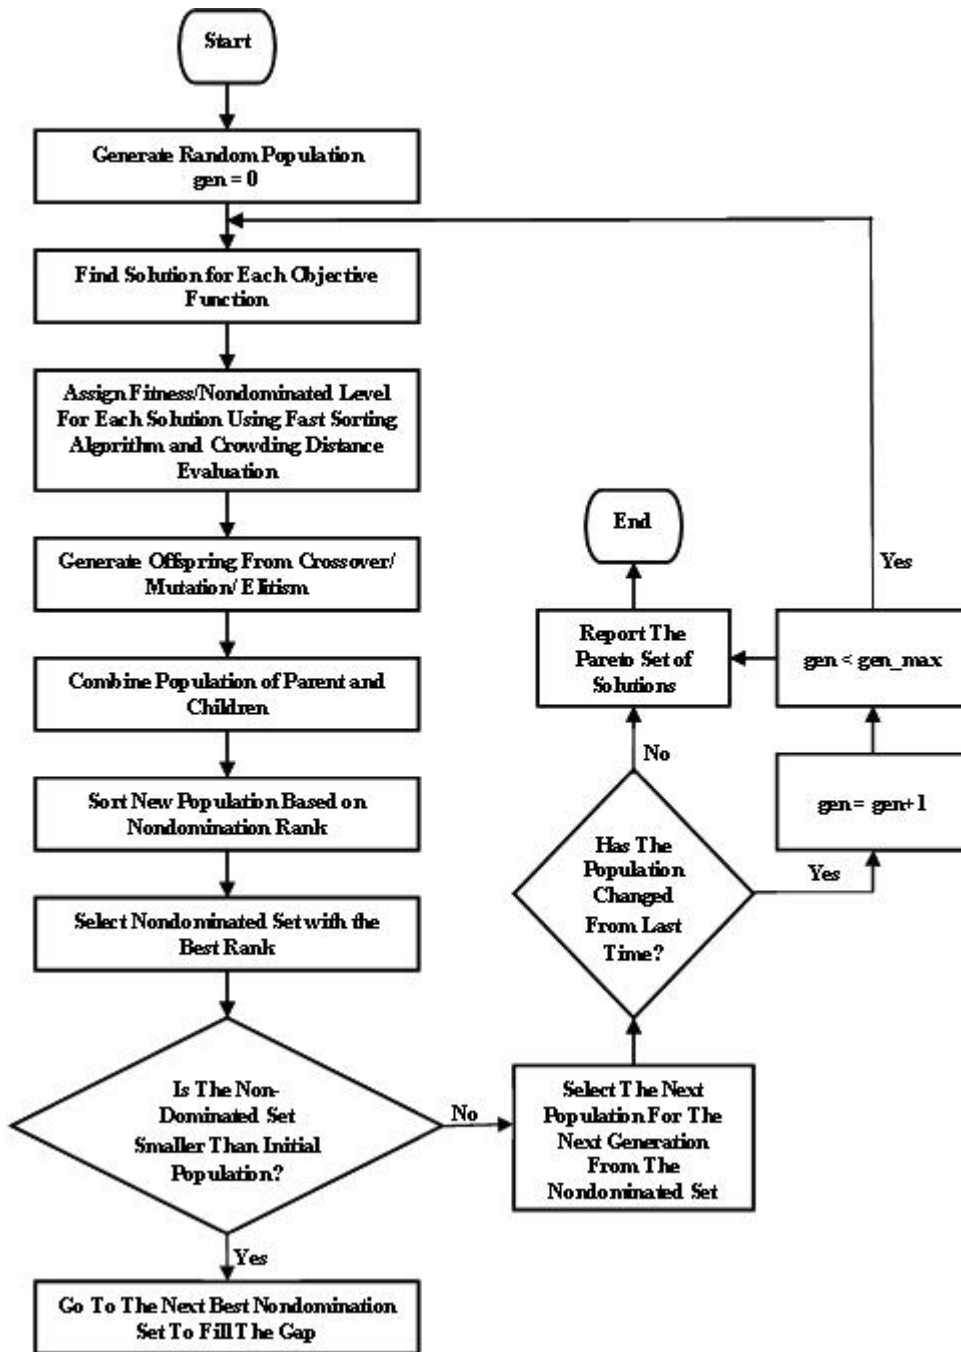 Start
Generate Random Population
gen = 0
Find Solution for Each Objective
Function
Assign Fitness/Nondominated Level
For Each Solution Using Fast Sorting
Algorithm and Crowding Distance
Evaluation
Generate Offspring From Crossover/
Mutation/ Elitism
Combine Population of Parent and
Children
Sort New Population Based on
Nondomination Rank
Select Nondominated Set with the
Best Rank
Is The Non-
Dominated Set
Smaller Than Initial
Population?
Yes
Go To The Next Best Nondomination
Set To Fill The Gap
No
Select The Next
Population For The
Next Generation
From The
Nondominated Set
Has The
Population
Changed
From Last
Time?
No
Report The
Pareto Set of
Solutions
End
Yes
gen = gen+1
gen < gen_max
Yes